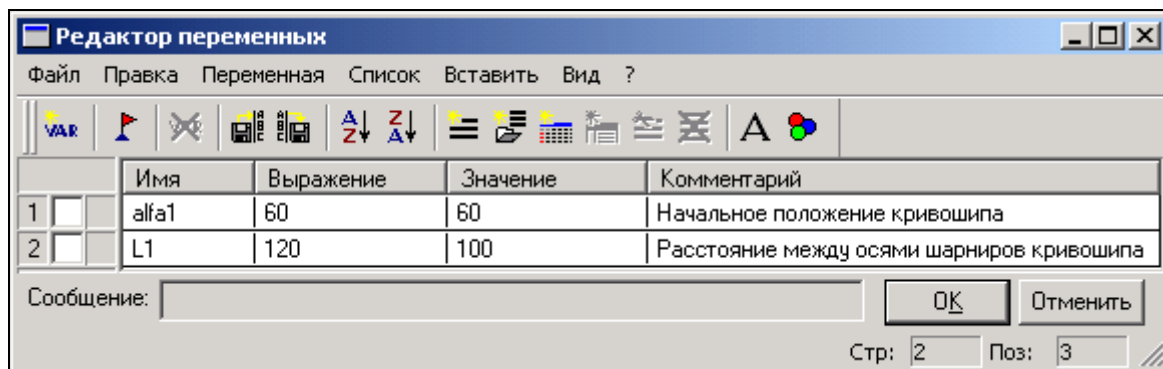 Редактор переменных
Файл Правка Переменная Список Вставить Вид ?
VAR A Z Z A A
Имя Выражение Значение Комментарий
1 alfa1 60 60 Начальное положение кривошипа
2 L1 120 100 Расстояние между осями шарниров кривошипа
Сообщение: OK Отменить
Стр: 2 Поз: 3